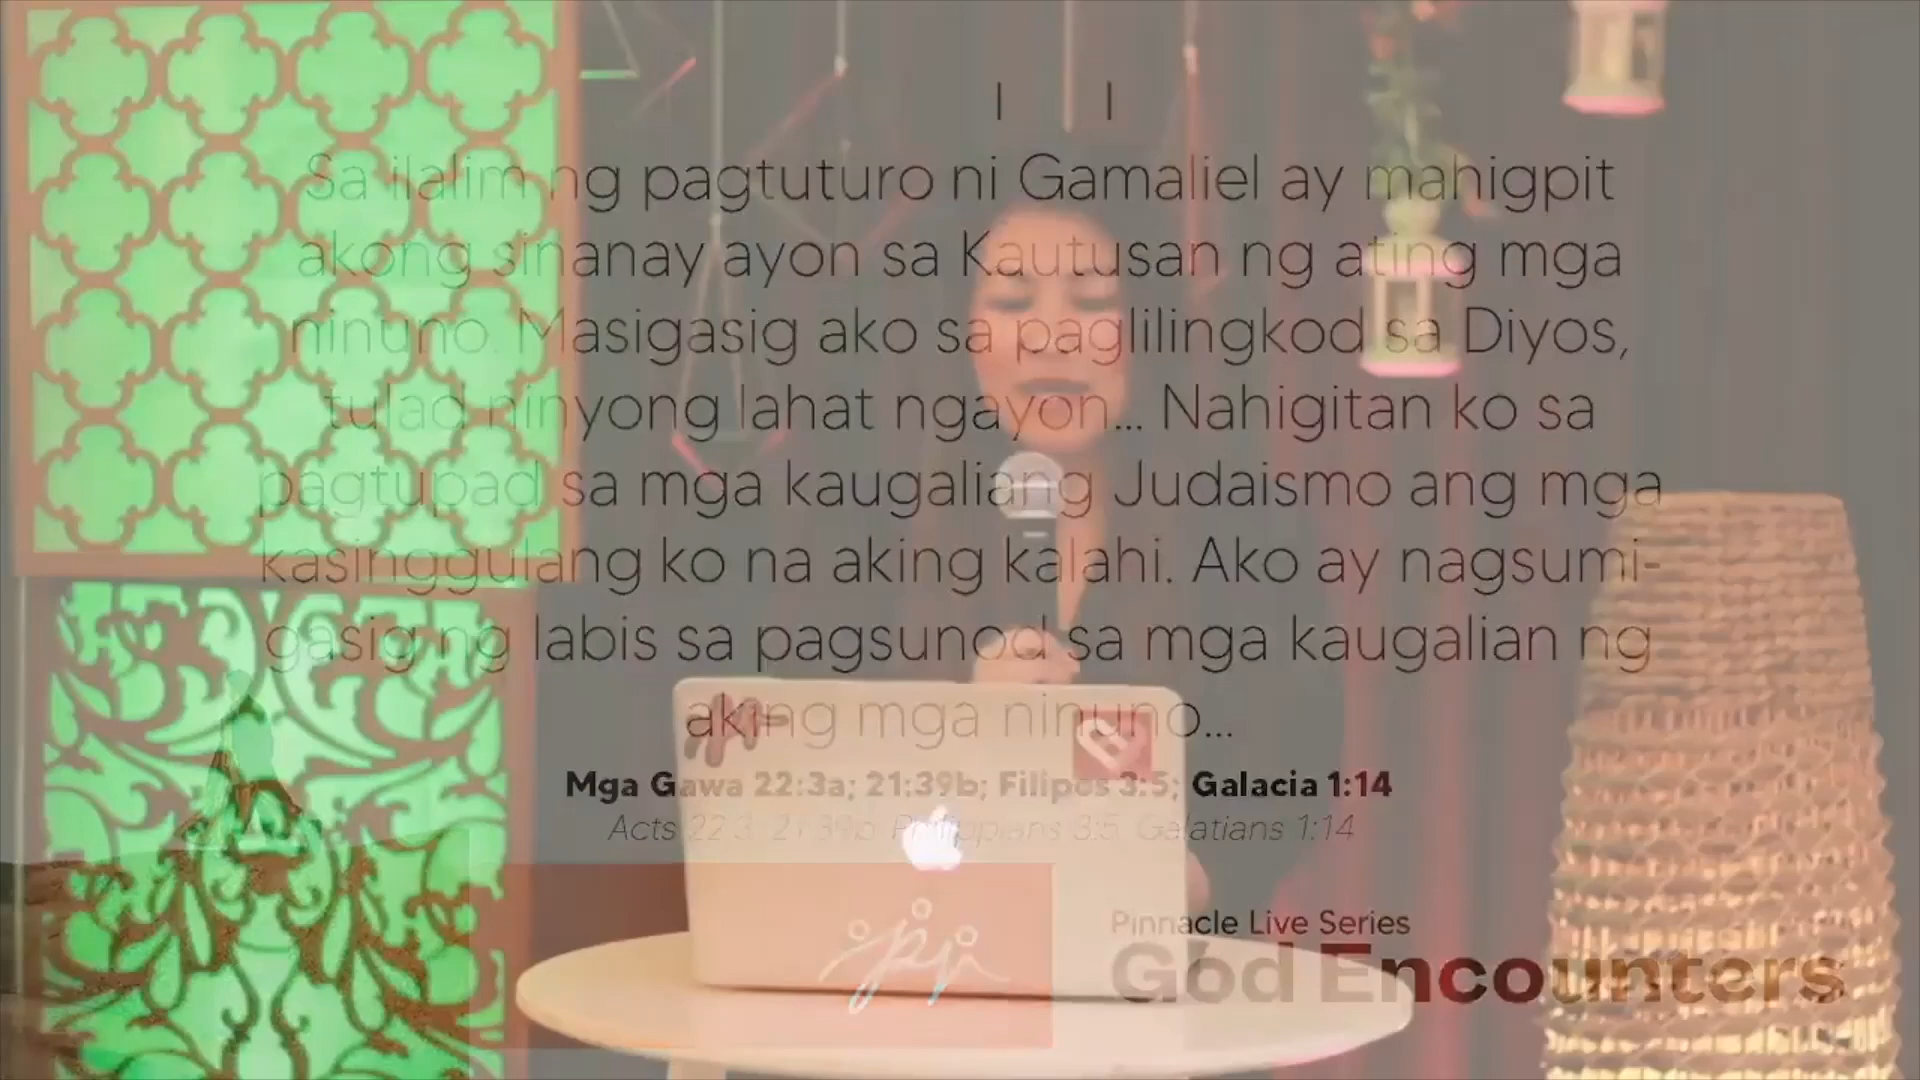 Sa ilalim ng pagtuturo ni Gamaliel ay mahigpit
akong sinanay ayon sa Kautusan ng ating mga
ninuno. Masigasig ako sa paglilingkod sa Diyos,
tulad ninyong lahat ngayon... Nahigitan ko sa
pagtupad sa mga kaugaliang Judaismo ang mga
kasinggulang ko na aking kalahi. Ako ay nagsumi-
gasig ng labis sa pagsunod sa mga kaugalian ng
aking mga ninuno...
Mga Gawa 22:3a; 21:39b; Filipos 3:5; Galacia 1:14
Acts 22:3; 21:39b; Philippians 3:5; Galatians 1:14
Pinnacle Live Series
God Encounters